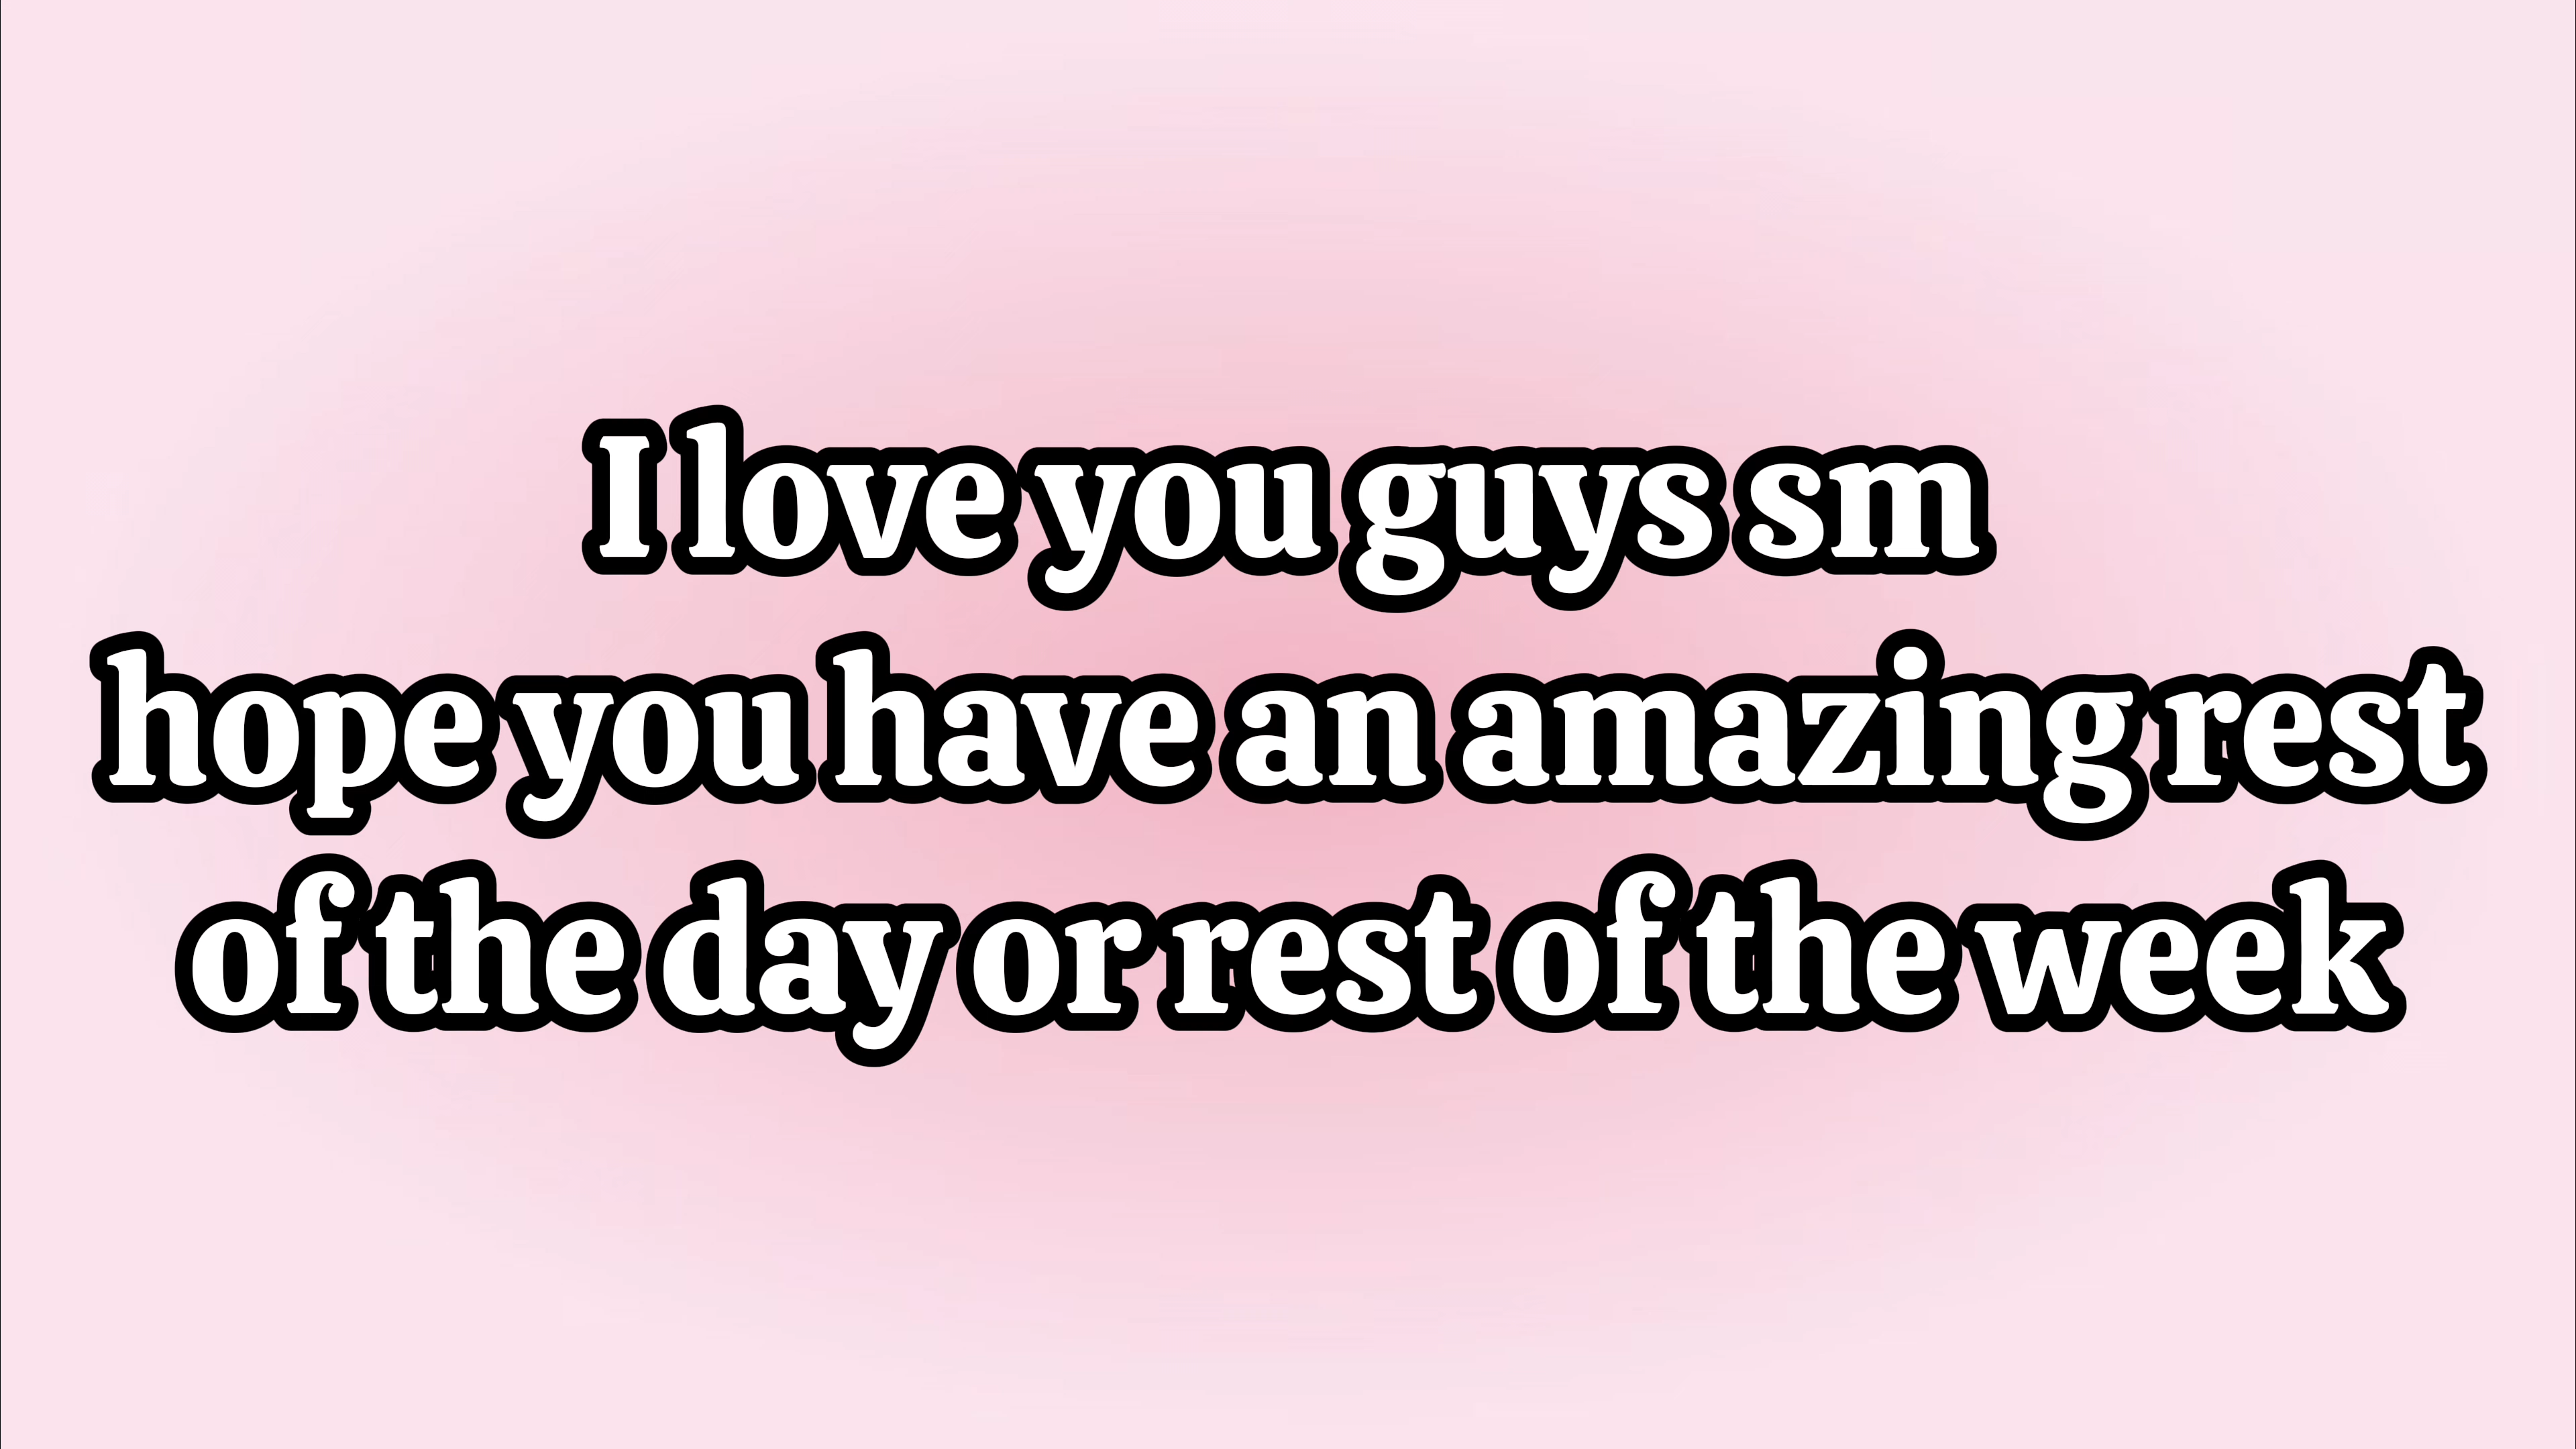 I love you guys sm
hope you have an amazing rest
of the day or rest of the week